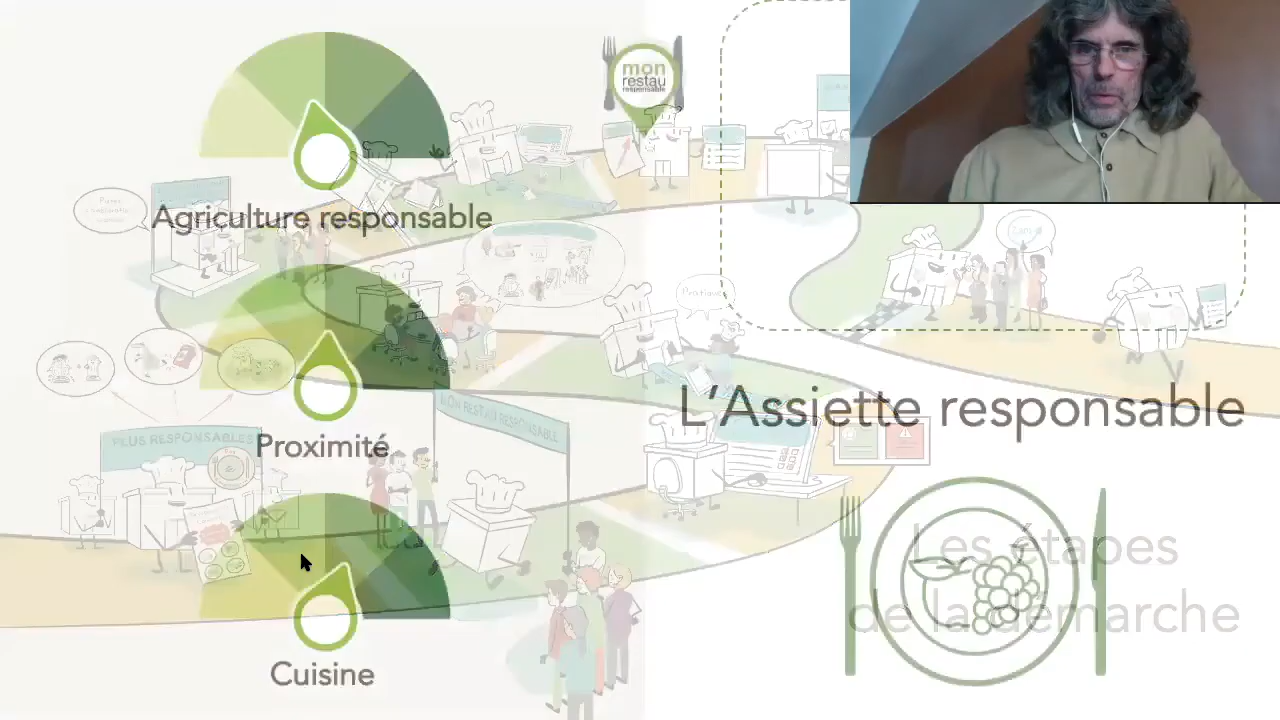 mon
restau
responsable
Agriculture responsable
Pratique
Proximité
L'Assiette responsable
MON RESTAU RESPONSABLE
PLUS RESPONSABLES
Les étapes
de la démarche
Cuisine